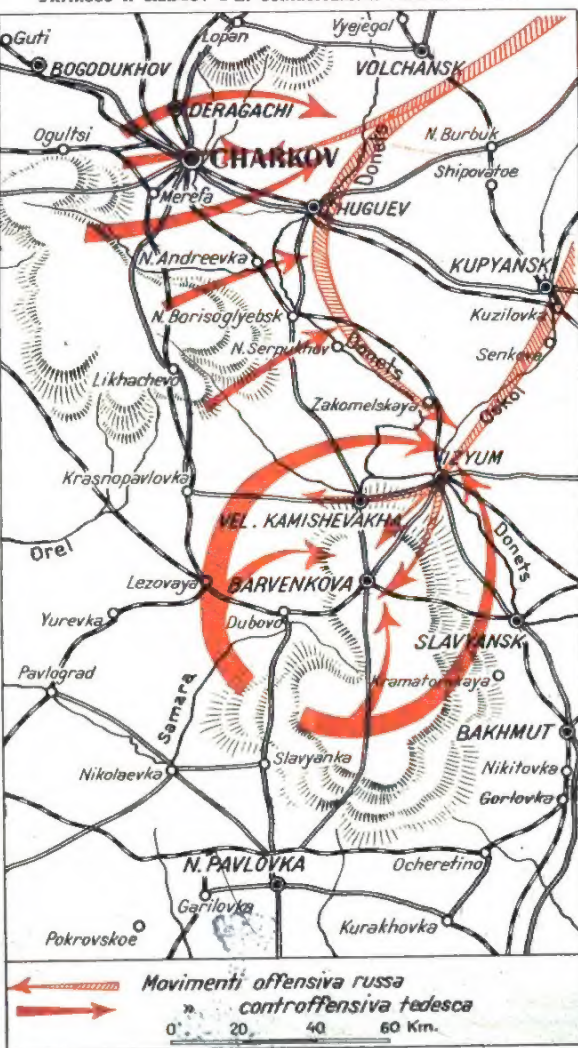 Guti
Lopan
Vyejegol
BOGODUKHOV
VOLCHANSK
DERAGACHI
Ogultsi
CHARKOV
Donets
N. Burbuk
Shipovatoe
Merefa
HUGUEV
N. Andreevka
KUPYANSK
N. Borisoglyebsk
Kuzilovka
N. Serpukhov
Donets
Senkova
Likhachevo
Zakomelskaya
Oskol
IZYUM
Krasnopavlovka
VEL. KAMISHEVAKHA
Orel
Donets
Lezovaya
BARVENKOVA
Yurevka
Dubovo
SLAVYANSK
Pavlograd
Samara
Kramatorskaya
BAKHMUT
Nikolaevka
Slavyanka
Nikitovka
Gorlovka
N. PAVLOVKA
Ocheretino
Garilovka
Kurakhovka
Pokrovskoe
Movimenti offensiva russa
» controffensiva tedesca
0 20 40 60 Km.